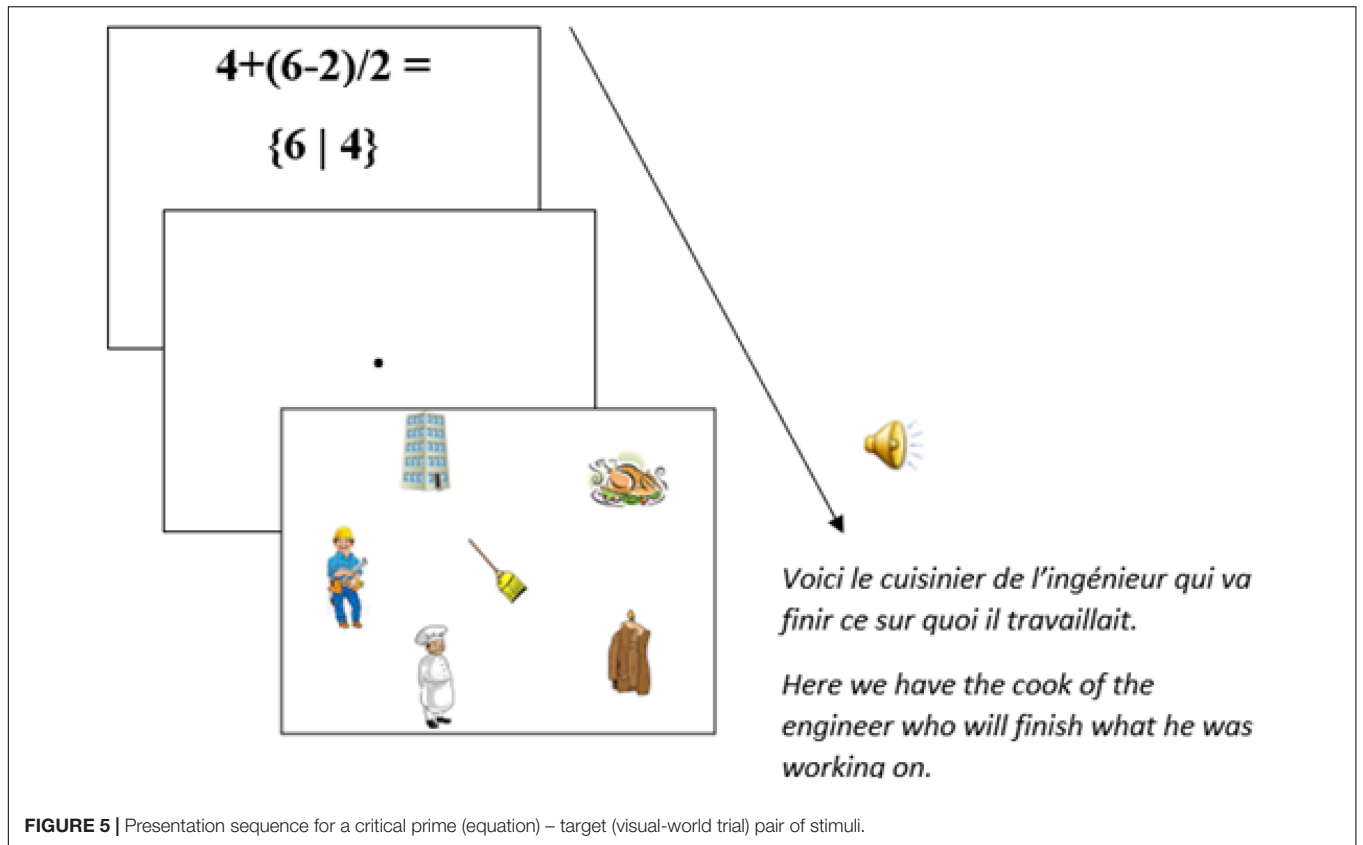 4+(6-2)/2 =
{6 | 4}
Voici le cuisinier de l'ingénieur qui va
finir ce sur quoi il travaillait.
Here we have the cook of the
engineer who will finish what he was
working on.
FIGURE 5 | Presentation sequence for a critical prime (equation) – target (visual-world trial) pair of stimuli.